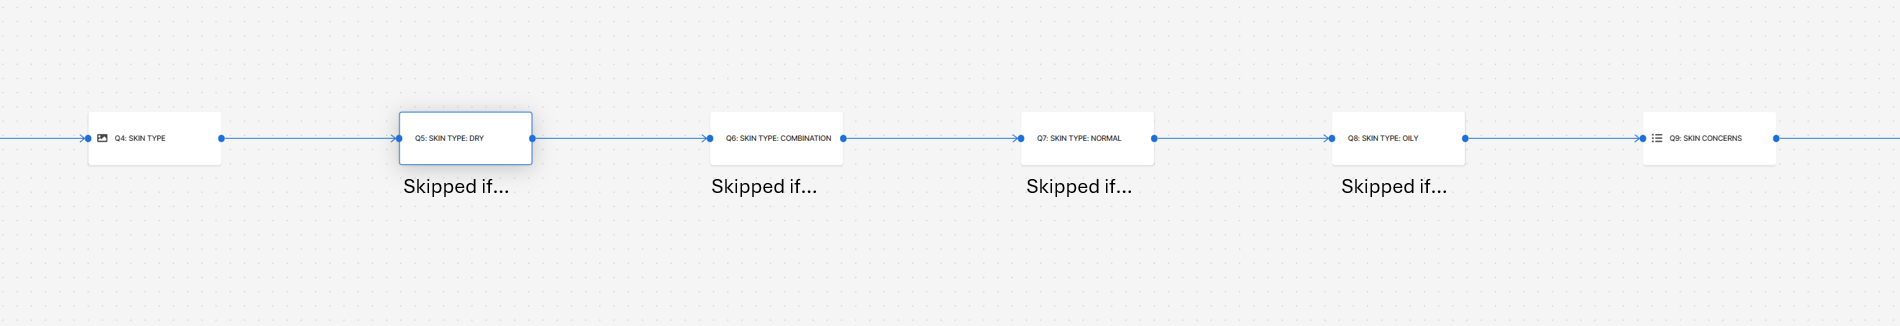 Q4: SKIN TYPE
Q5: SKIN TYPE: DRY
Q6: SKIN TYPE: COMBINATION
Q7: SKIN TYPE: NORMAL
Q8: SKIN TYPE: OILY
Q9: SKIN CONCERNS
Skipped if...
Skipped if...
Skipped if...
Skipped if...